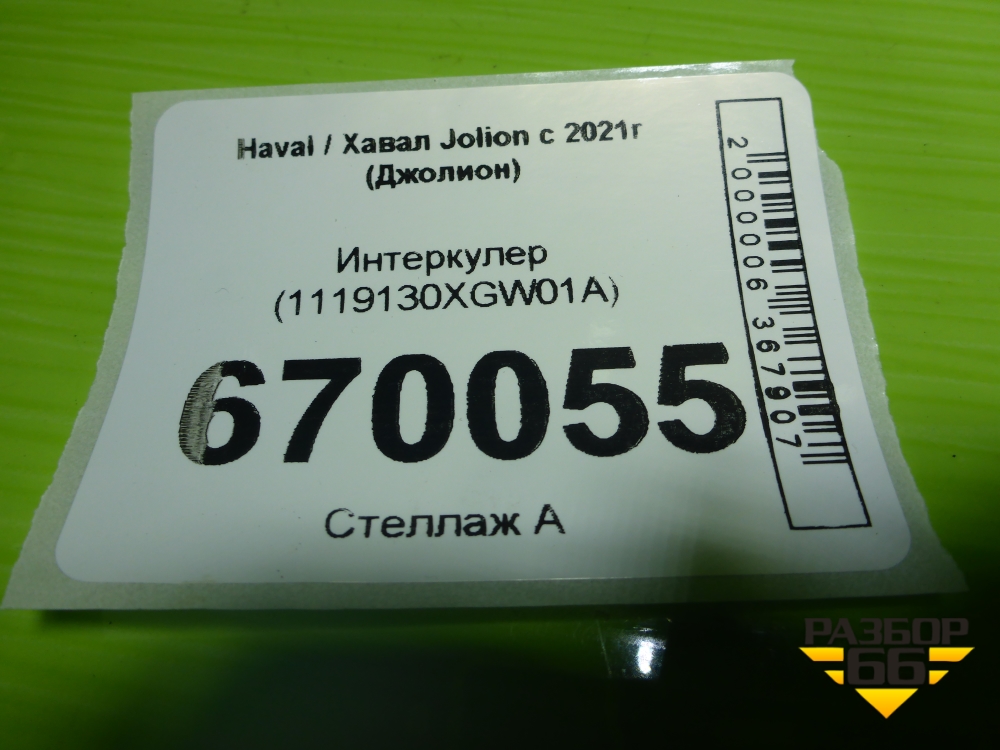 Haval / Хавал Jolion с 2021г
(Джолион)
Интеркулер
(1119130XGW01A)
670055
Стеллаж А
2000006367907
РАЗБОР
66